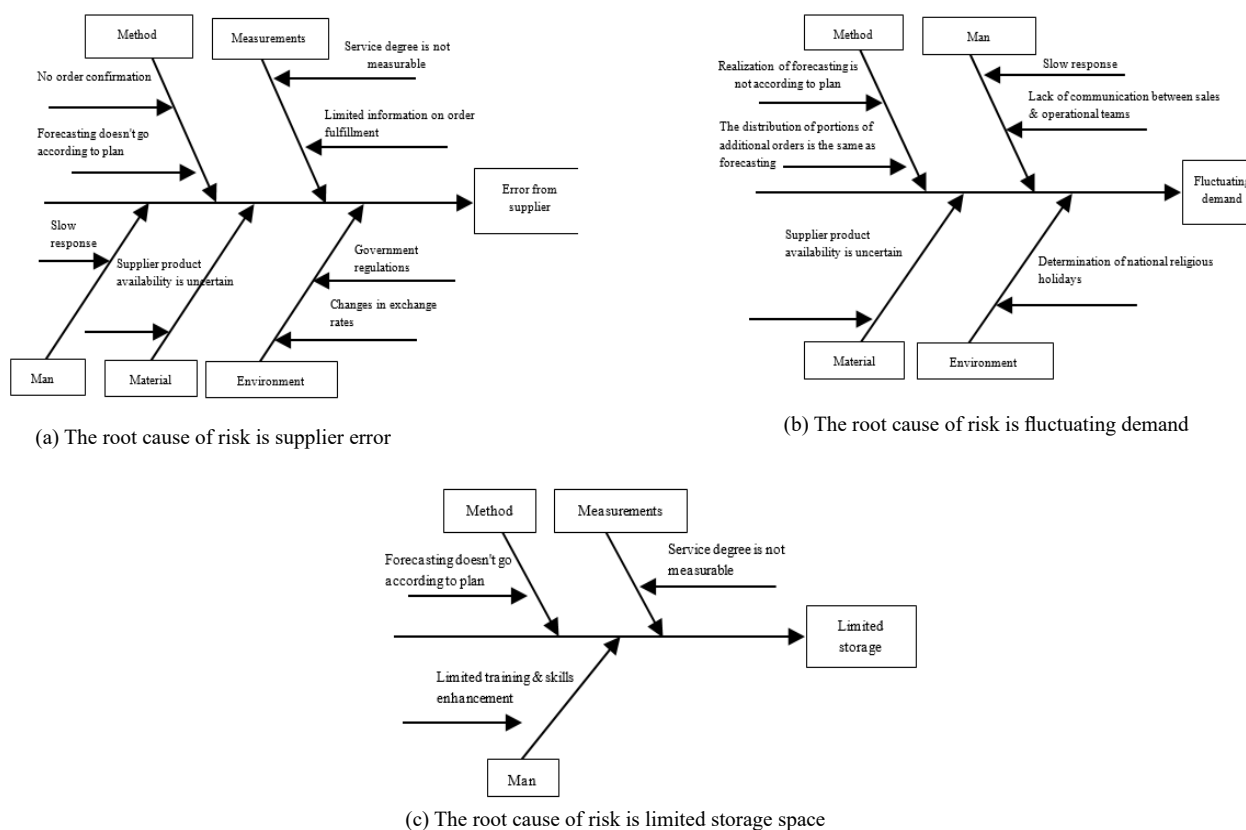 Method
Measurements
Service degree is not
measurable
No order confirmation
Limited information on order
fulfillment
Forecasting doesn't go
according to plan
Error from
supplier
Slow
response
Supplier product
availability is uncertain
Government
regulations
Changes in exchange
rates
Man
Material
Environment
(a) The root cause of risk is supplier error
Method
Man
Realization of forecasting is
not according to plan
Slow response
Lack of communication between sales
& operational teams
The distribution of portions of
additional orders is the same as
forecasting
Fluctuating
demand
Supplier product
availability is uncertain
Determination of national religious
holidays
Material
Environment
(b) The root cause of risk is fluctuating demand
Method
Measurements
Forecasting doesn't go
according to plan
Service degree is not
measurable
Limited
storage
Limited training & skills
enhancement
Man
(c) The root cause of risk is limited storage space